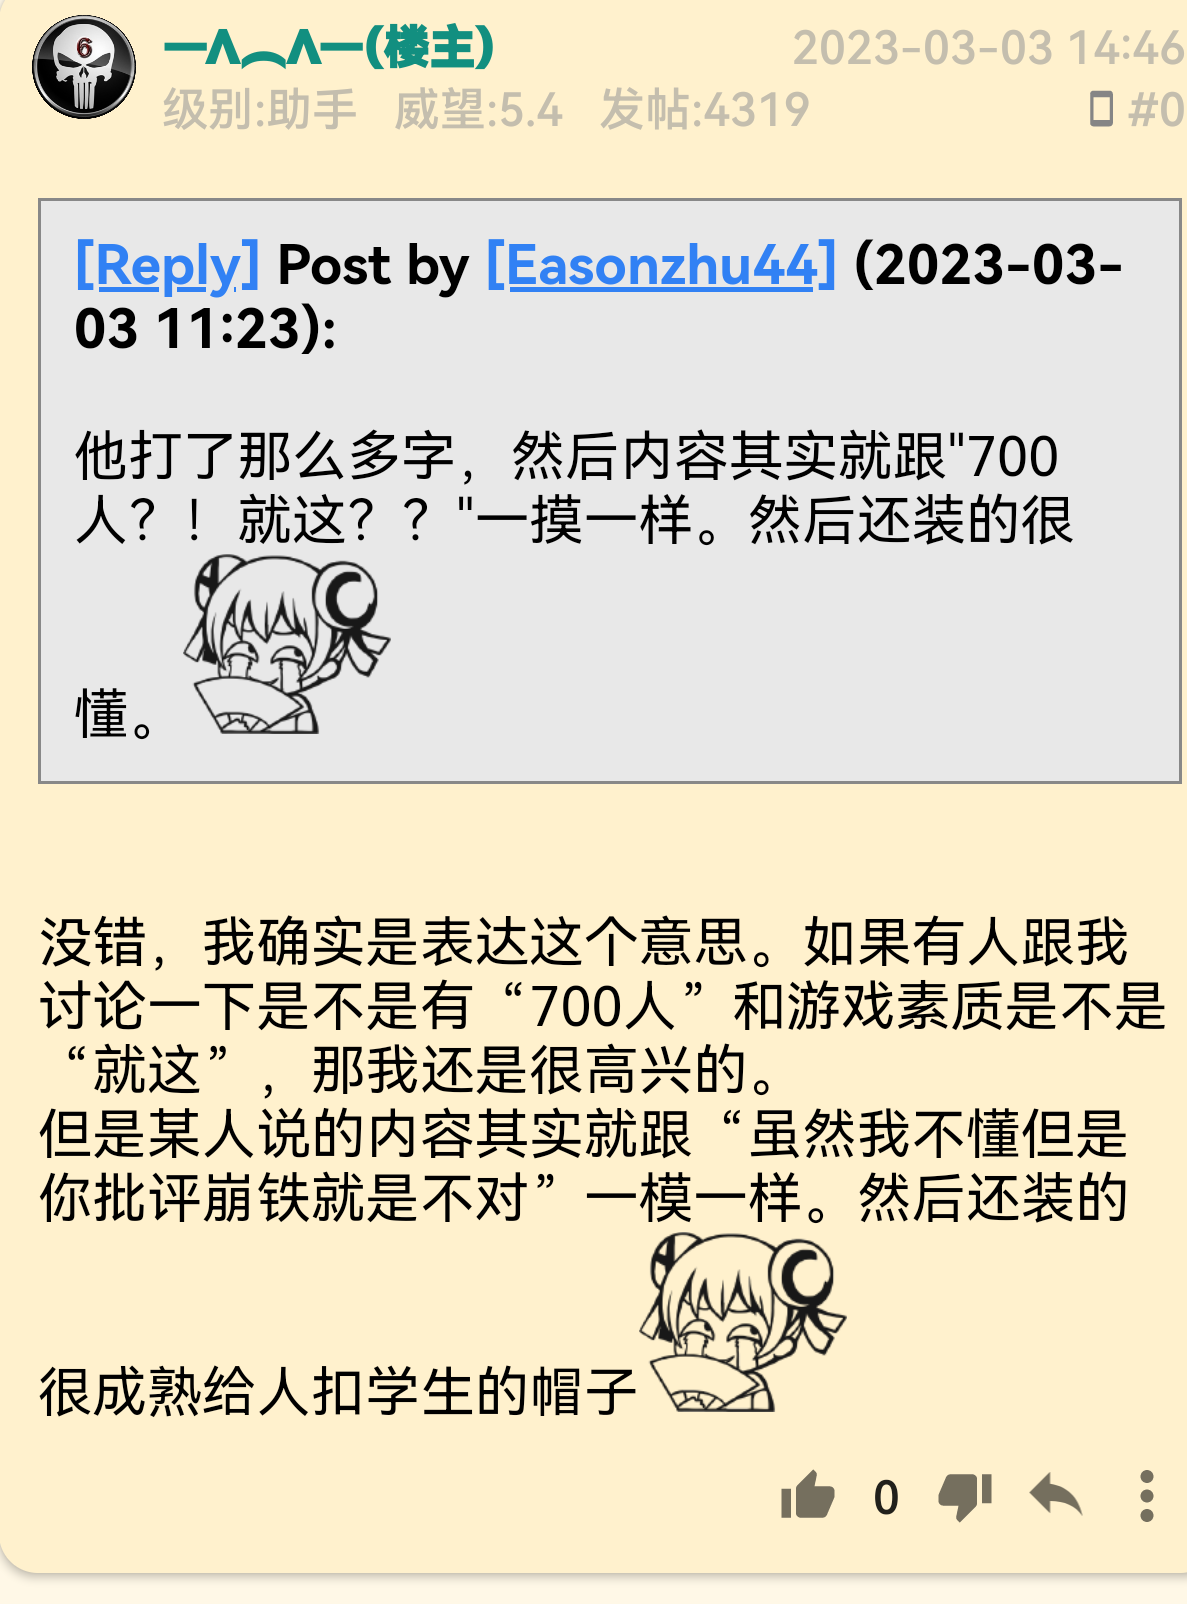 6
一ᴧ︵ᴧ一(楼主)
2023-03-03 14:46
级别:助手 威望:5.4 发帖:4319
#0
[Reply] Post by [Easonzhu44] (2023-03-
03 11:23):
他打了那么多字，然后内容其实就跟"700
人？！就这？？"一摸一样。然后还装的很
懂。
没错，我确实是表达这个意思。如果有人跟我
讨论一下是不是有“700人”和游戏素质是不是
“就这”，那我还是很高兴的。
但是某人说的内容其实就跟“虽然我不懂但是
你批评崩铁就是不对”一模一样。然后还装的
很成熟给人扣学生的帽子
0